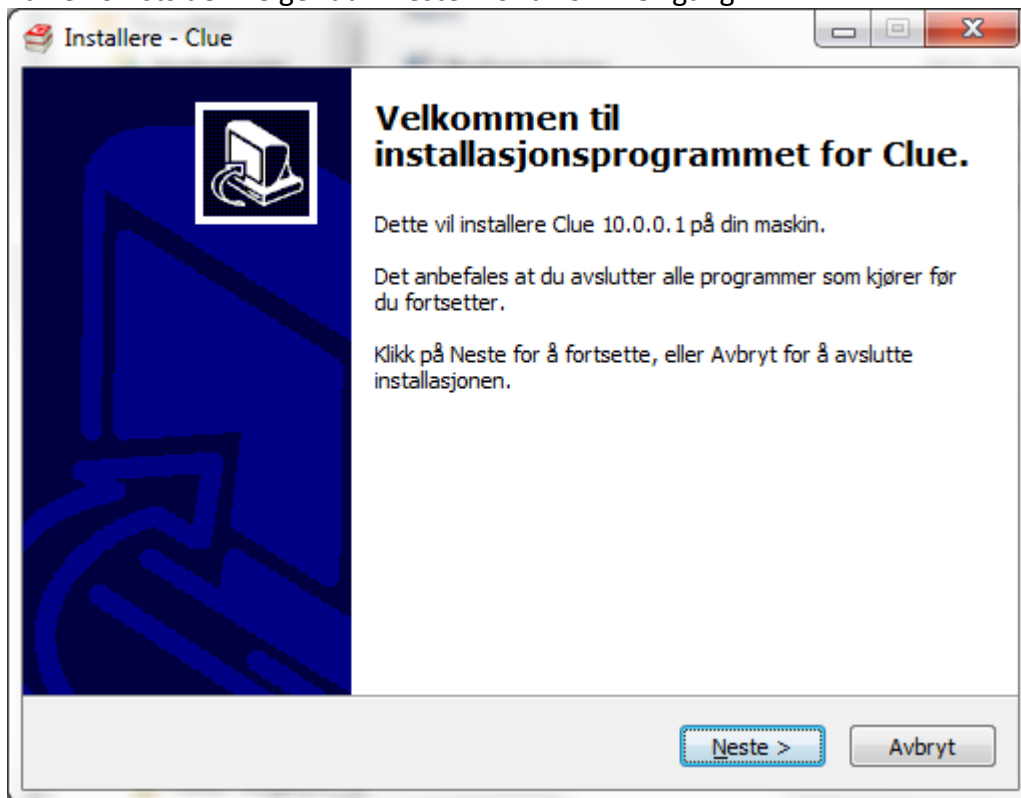 Installere - Clue
Velkommen til
installasjonsprogrammet for Clue.
Dette vil installere Clue 10.0.0.1 på din maskin.
Det anbefales at du avslutter alle programmer som kjører før
du fortsetter.
Klikk på Neste for å fortsette, eller Avbryt for å avslutte
installasjonen.
Neste >
Avbryt